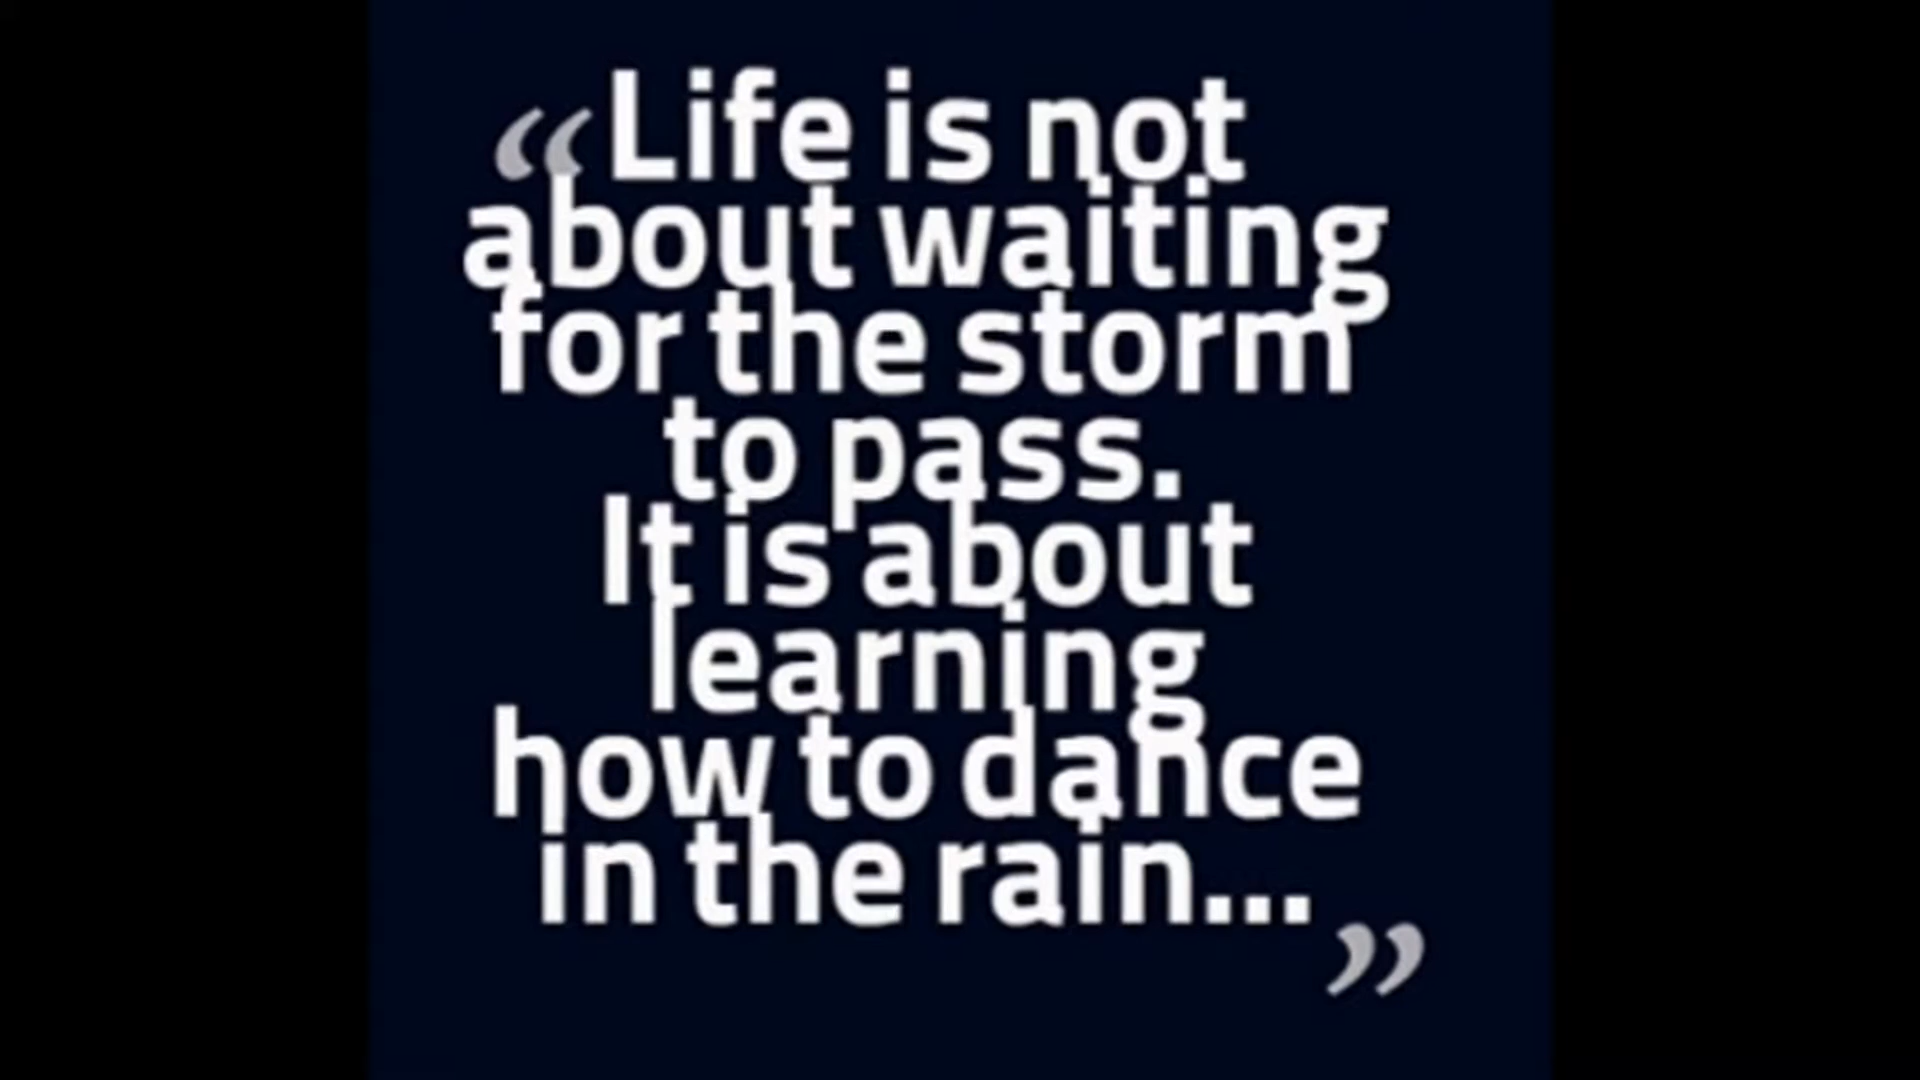 “Life is not
about waiting
for the storm
to pass.
It is about
learning
how to dance
in the rain...”